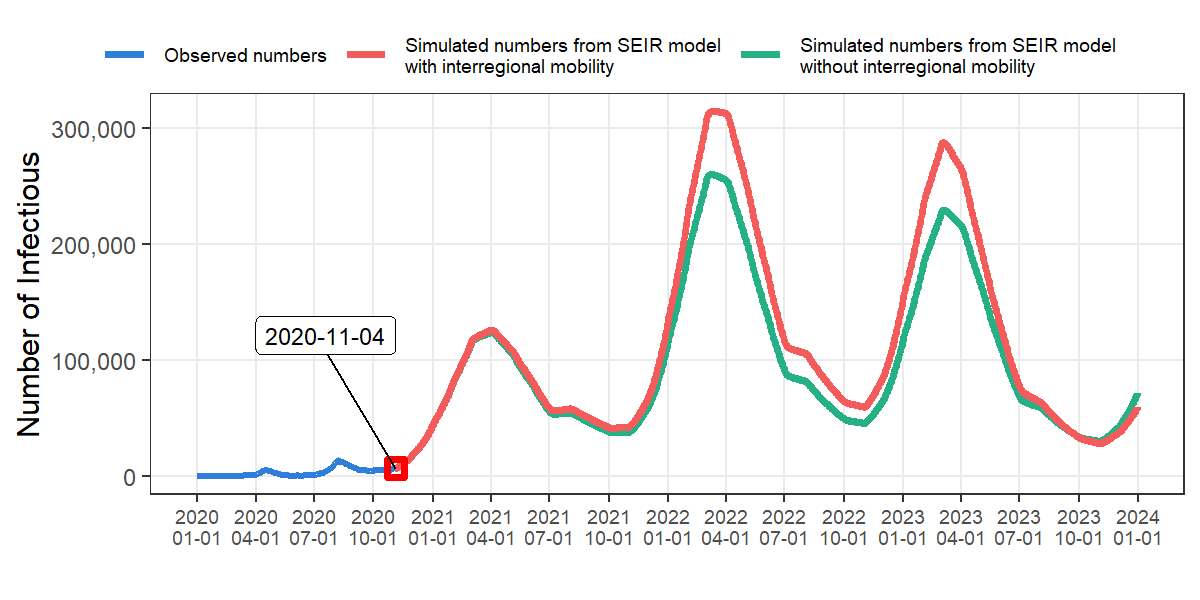 Observed numbers
Simulated numbers from SEIR model
with interregional mobility
Simulated numbers from SEIR model
without interregional mobility
Number of Infectious
300,000
200,000
100,000
0
2020-11-04
2020 2020 2020 2020 2021 2021 2021 2021 2022 2022 2022 2022 2023 2023 2023 2023 2024
01-01 04-01 07-01 10-01 01-01 04-01 07-01 10-01 01-01 04-01 07-01 10-01 01-01 04-01 07-01 10-01 01-01